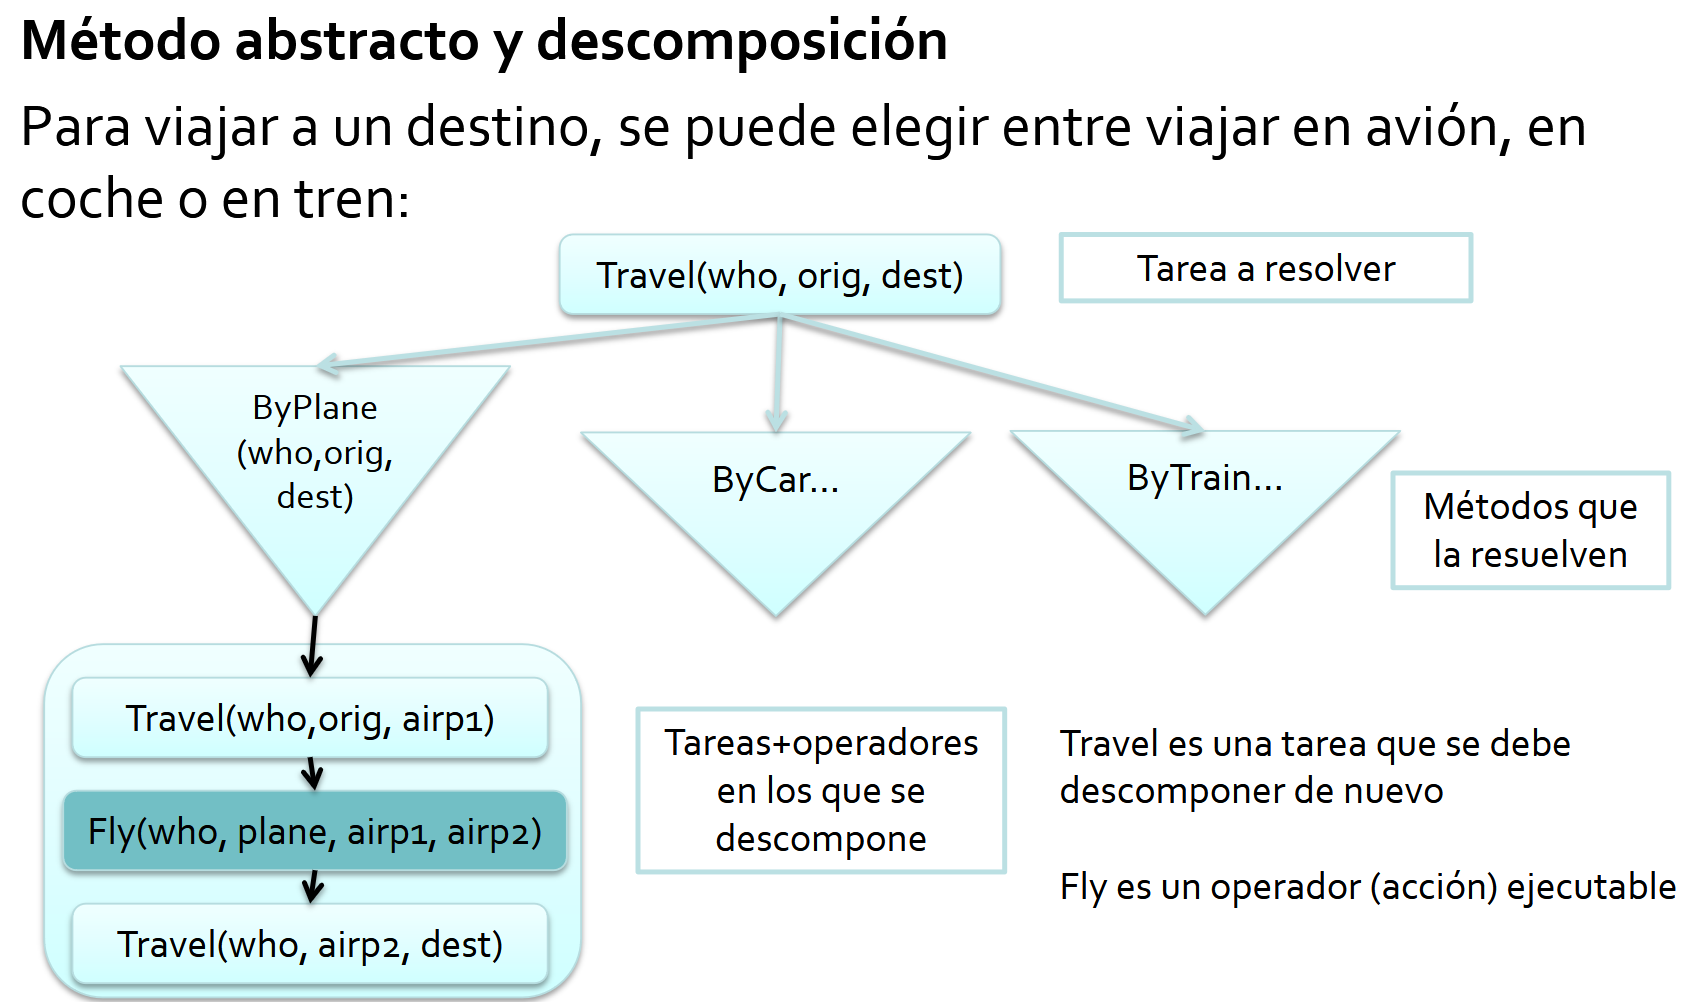 Método abstracto y descomposición
Para viajar a un destino, se puede elegir entre viajar en avión, en
coche o en tren:
Travel(who, orig, dest)
Tarea a resolver
ByPlane
(who,orig,
dest)
ByCar...
ByTrain...
Métodos que
la resuelven
Travel(who,orig, airp1)
Fly(who, plane, airp1, airp2)
Travel(who, airp2, dest)
Tareas+operadores
en los que se
descompone
Travel es una tarea que se debe
descomponer de nuevo
Fly es un operador (acción) ejecutable